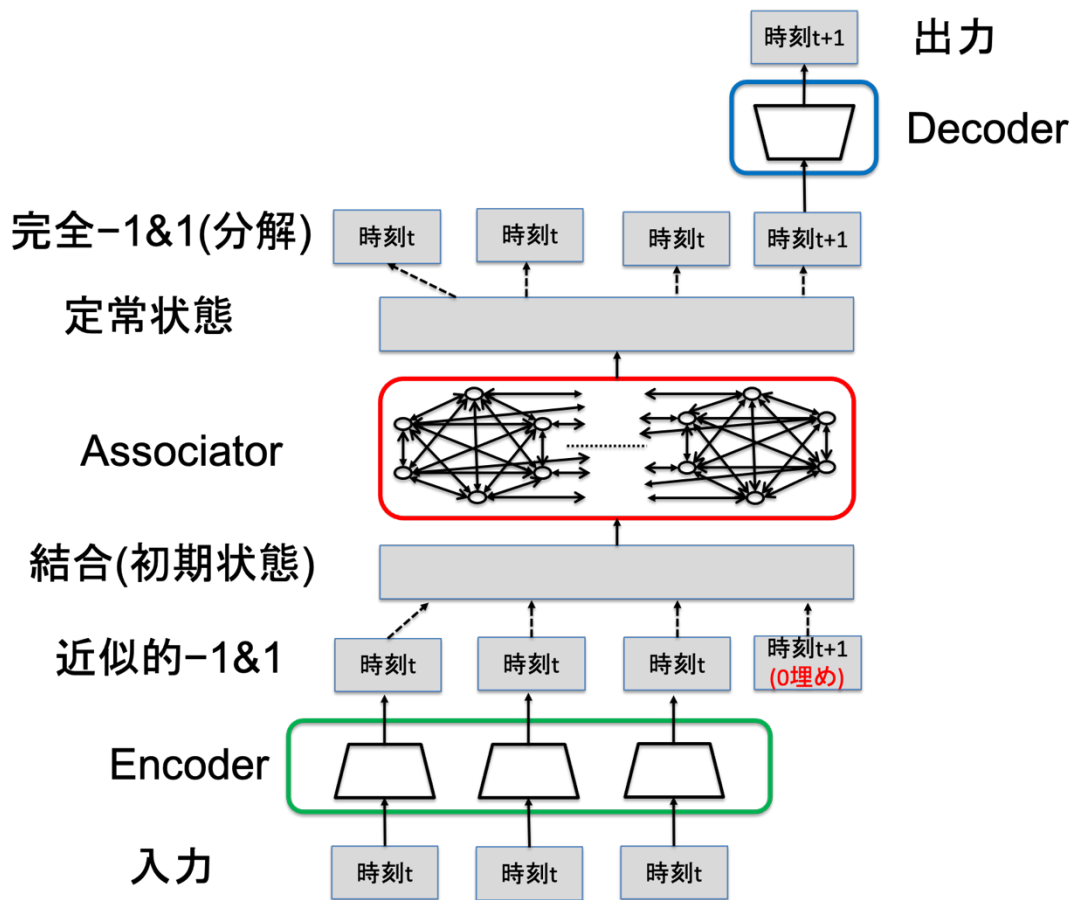 時刻t+1
出力
Decoder
完全−1&1(分解)
時刻t
時刻t
時刻t
時刻t+1
定常状態
Associator
結合(初期状態)
近似的−1&1
時刻t
時刻t
時刻t
時刻t+1
(0埋め)
Encoder
入力
時刻t
時刻t
時刻t